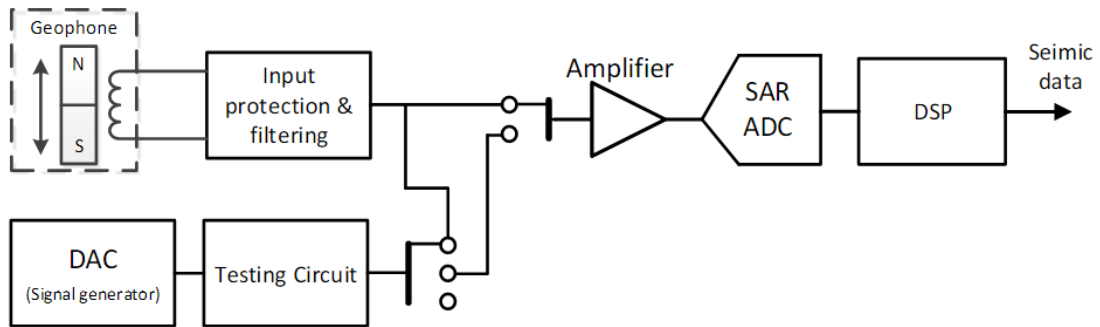 Geophone
N
S
Input
protection &
filtering
Amplifier
SAR
ADC
DSP
Seimic
data
DAC
(Signal generator)
Testing Circuit